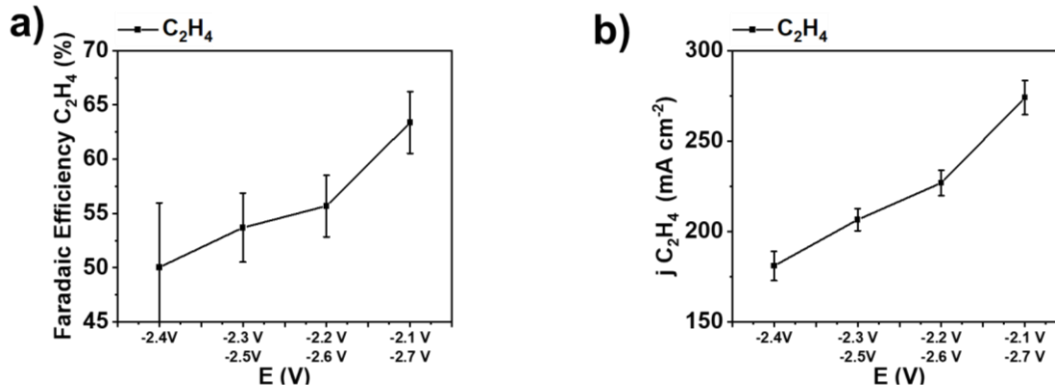 a)
C₂H₄
Faradaic Efficiency C₂H₄ (%)
70
65
60
55
50
45
-2.4V
-2.3 V
-2.5V
-2.2 V
-2.6 V
-2.1 V
-2.7 V
E (V)
b)
C₂H₄
j C₂H₄ (mA cm⁻²)
300
250
200
150
-2.4V
-2.3 V
-2.5V
-2.2 V
-2.6 V
-2.1 V
-2.7 V
E (V)